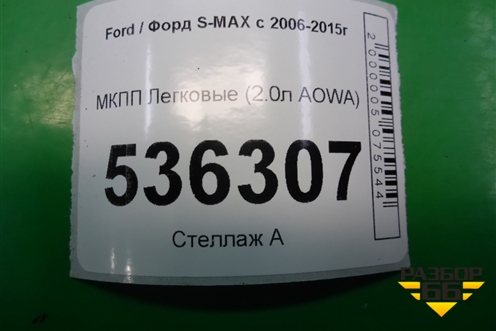 Ford / Форд S-MAX с 2006-2015г
МКПП Легковые (2.0л AOWA)
536307
Стеллаж А
2000005075544
РАЗБОР
66